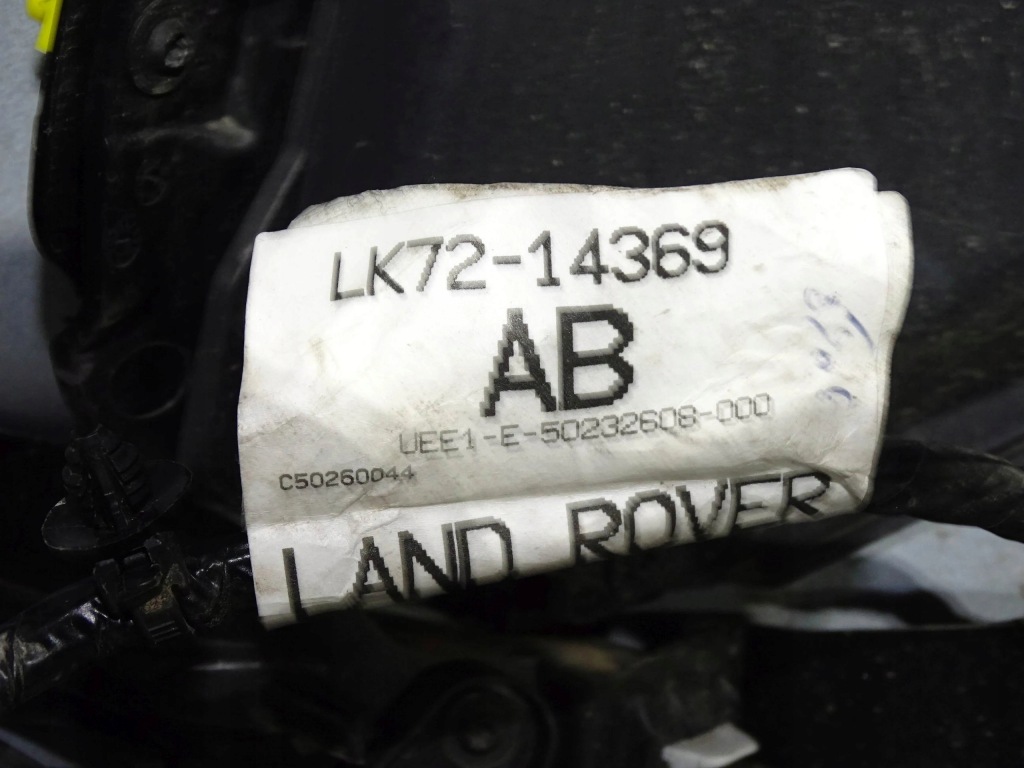 LK72-14369
AB
UEE1-E-50232608-000
C50260044
LAND ROVER